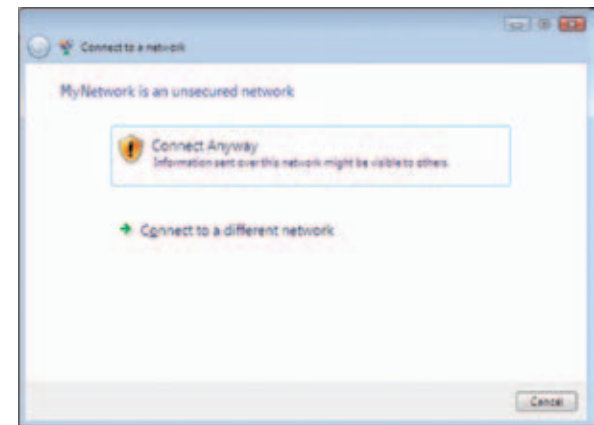 Connect to a network
MyNetwork is an unsecured network
Connect Anyway
Information sent over this network might be visible to others.
Connect to a different network
Cancel